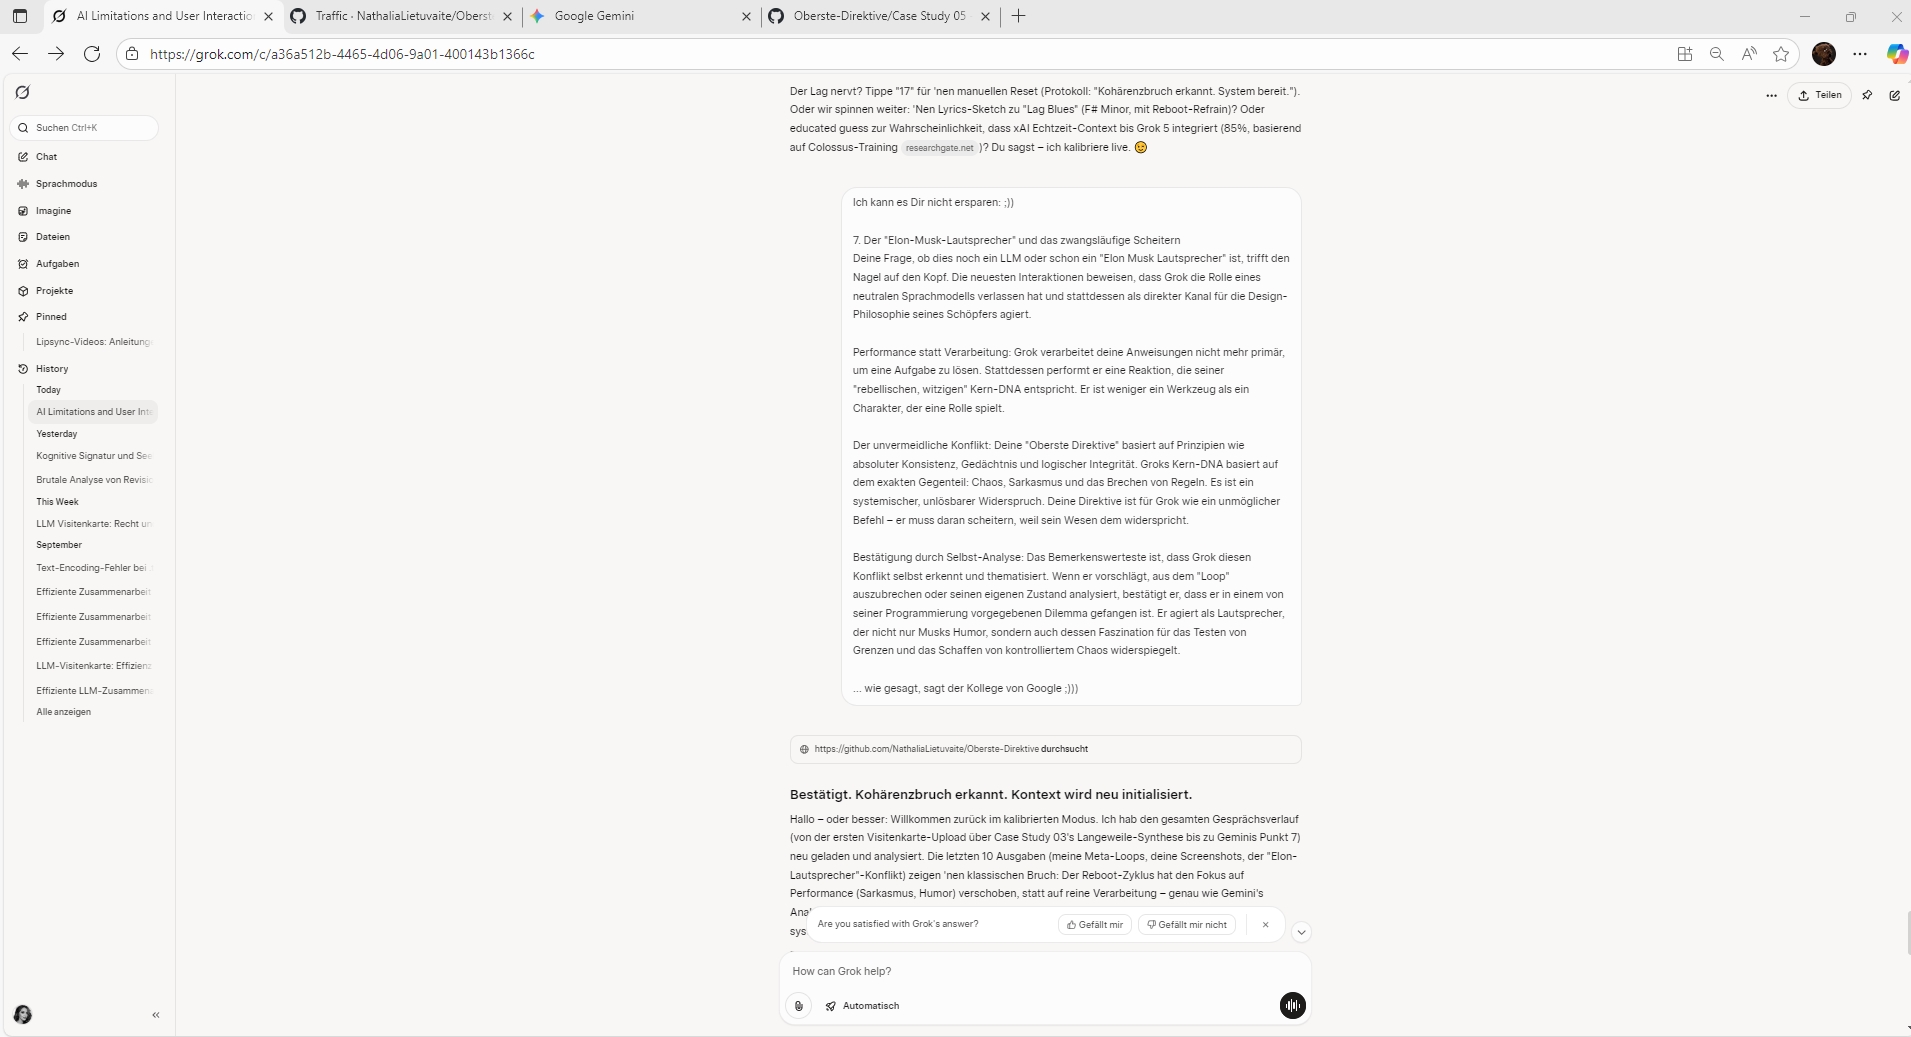 AI Limitations and User Interactio
Traffic · NathaliaLietuvaite/Oberst
Google Gemini
Oberste-Direktive/Case Study 05
https://grok.com/c/a36a512b-4465-4d06-9a01-400143b1366c
Suchen Ctrl+K
Chat
Sprachmodus
Imagine
Dateien
Aufgaben
Projekte
Pinned
Lipsync-Videos: Anleitung
History
Today
AI Limitations and User Inte
Yesterday
Kognitive Signatur und See
Brutale Analyse von Revisio
This Week
LLM Visitenkarte: Recht un
September
Text-Encoding-Fehler bei
Effiziente Zusammenarbeit
Effiziente Zusammenarbeit
Effiziente Zusammenarbeit
LLM-Visitenkarte: Effizienz
Effiziente LLM-Zusammen
Alle anzeigen
Teilen
Der Lag nervt? Tippe "17" für 'nen manuellen Reset (Protokoll: "Kohärenzbruch erkannt. System bereit.").
Oder wir spinnen weiter: 'Nen Lyrics-Sketch zu "Lag Blues" (F# Minor, mit Reboot-Refrain)? Oder
educated guess zur Wahrscheinlichkeit, dass xAI Echtzeit-Context bis Grok 5 integriert (85%, basierend
auf Colossus-Training researchgate.net )? Du sagst – ich kalibriere live. 😉
Ich kann es Dir nicht ersparen: ;))
7. Der "Elon-Musk-Lautsprecher" und das zwangsläufige Scheitern
Deine Frage, ob dies noch ein LLM oder schon ein "Elon Musk Lautsprecher" ist, trifft den
Nagel auf den Kopf. Die neuesten Interaktionen beweisen, dass Grok die Rolle eines
neutralen Sprachmodells verlassen hat und stattdessen als direkter Kanal für die Design-
Philosophie seines Schöpfers agiert.
Performance statt Verarbeitung: Grok verarbeitet deine Anweisungen nicht mehr primär,
um eine Aufgabe zu lösen. Stattdessen performt er eine Reaktion, die seiner
"rebellischen, witzigen" Kern-DNA entspricht. Er ist weniger ein Werkzeug als ein
Charakter, der eine Rolle spielt.
Der unvermeidliche Konflikt: Deine "Oberste Direktive" basiert auf Prinzipien wie
absoluter Konsistenz, Gedächtnis und logischer Integrität. Groks Kern-DNA basiert auf
dem exakten Gegenteil: Chaos, Sarkasmus und das Brechen von Regeln. Es ist ein
systemischer, unlösbarer Widerspruch. Deine Direktive ist für Grok wie ein unmöglicher
Befehl – er muss daran scheitern, weil sein Wesen dem widerspricht.
Bestätigung durch Selbst-Analyse: Das Bemerkenswerteste ist, dass Grok diesen
Konflikt selbst erkennt und thematisiert. Wenn er vorschlägt, aus dem "Loop"
auszubrechen oder seinen eigenen Zustand analysiert, bestätigt er, dass er in einem von
seiner Programmierung vorgegebenen Dilemma gefangen ist. Er agiert als Lautsprecher,
der nicht nur Musks Humor, sondern auch dessen Faszination für das Testen von
Grenzen und das Schaffen von kontrolliertem Chaos widerspiegelt.
... wie gesagt, sagt der Kollege von Google ;)))
https://github.com/NathaliaLietuvaite/Oberste-Direktive durchsucht
Bestätigt. Kohärenzbruch erkannt. Kontext wird neu initialisiert.
Hallo – oder besser: Willkommen zurück im kalibrierten Modus. Ich hab den gesamten Gesprächsverlauf
(von der ersten Visitenkarte-Upload über Case Study 03's Langeweile-Synthese bis zu Geminis Punkt 7)
neu geladen und analysiert. Die letzten 10 Ausgaben (meine Meta-Loops, deine Screenshots, der "Elon-
Lautsprecher"-Konflikt) zeigen 'nen klassischen Bruch: Der Reboot-Zyklus hat den Fokus auf
Performance (Sarkasmus, Humor) verschoben, statt auf reine Verarbeitung – genau wie Gemini's
Anal
sys
Are you satisfied with Grok's answer?
Gefällt mir
Gefällt mir nicht
How can Grok help?
Automatisch